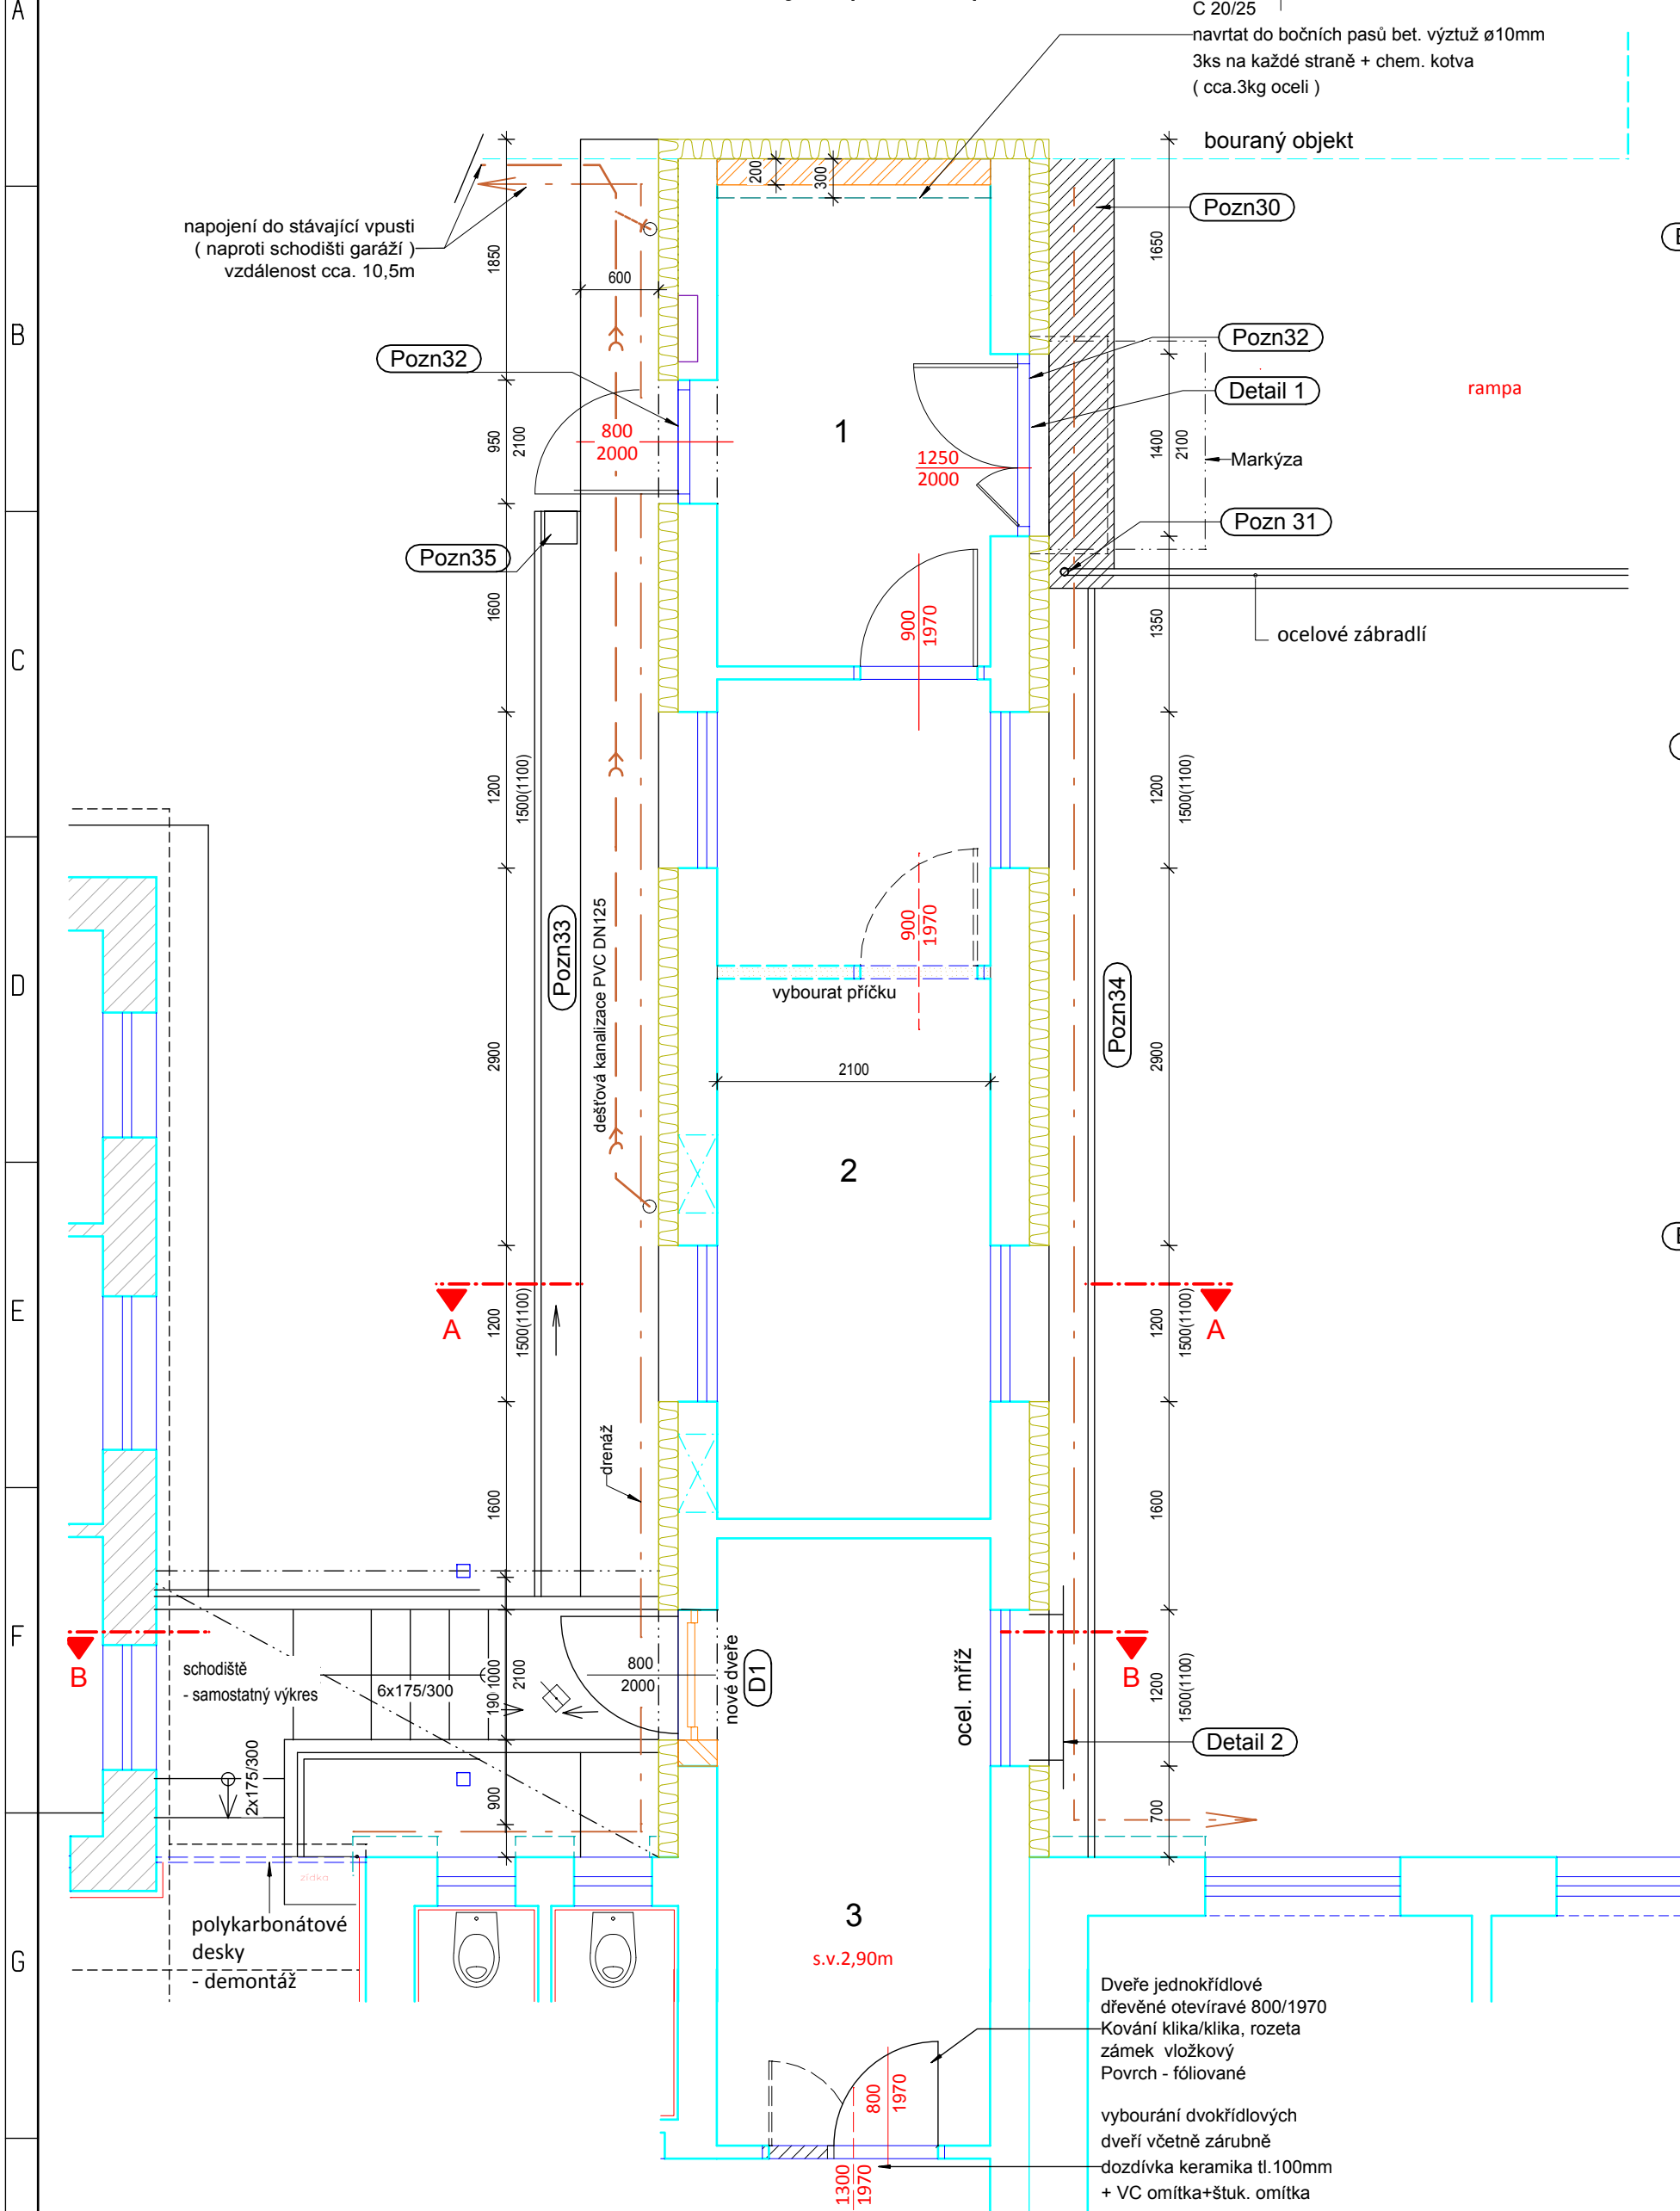 A
C 20/25
navrtat do bočních pasů bet. výztuž ø10mm
3ks na každé straně + chem. kotva
( cca.3kg oceli )
bouraný objekt
200
300
Pozn30
napojení do stávající vpusti
( naproti schodišti garáží )
vzdálenost cca. 10,5m
1850
600
1650
B
Pozn32
Pozn32
Detail 1
rampa
Markýza
950
2100
800
2000
1
1250
2000
1400
2100
Pozn35
Pozn 31
1600
900
1970
1350
ocelové zábradlí
C
1200
1500(1100)
1200
1500(1100)
D
Pozn33
dešťová kanalizace PVC DN125
900
1970
vybourat příčku
Pozn34
2900
2100
2900
2
E
A
1200
1500(1100)
1200
1500(1100)
A
drenáž
1600
1600
F
B
schodiště
- samostatný výkres
6x175/300
190
1000
2100
800
2000
nové dveře
D1
ocel. mříž
B
1200
1500(1100)
Detail 2
2x175/300
900
700
zídka
polykarbonátové
desky
- demontáž
3
s.v.2,90m
G
Dveře jednokřídlové
dřevěné otevíravé 800/1970
Kování klika/klika, rozeta
zámek vložkový
Povrch - fóliované
800
1970
vybourání dvokřídlových
dveří včetně zárubně
dozdívka keramika tl.100mm
+ VC omítka+štuk. omítka
1300
1970